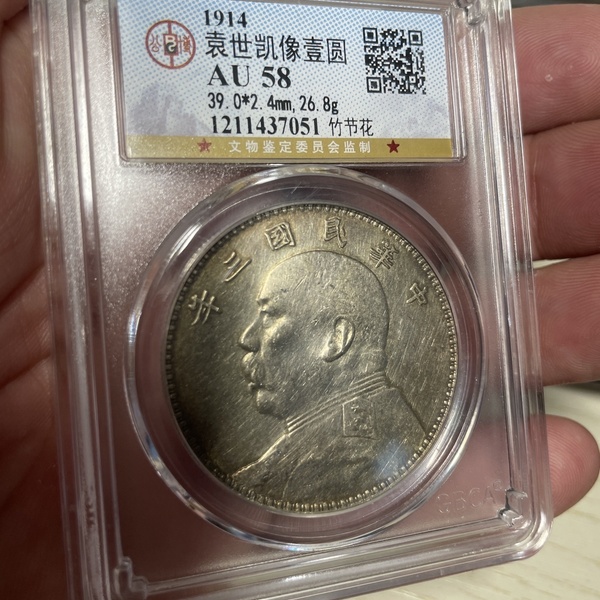 1914
袁世凯像壹圆
AU 58
39.0*2.4mm,26.8g
1211437051 竹节花
文物鉴定委员会监制
中華民國三年